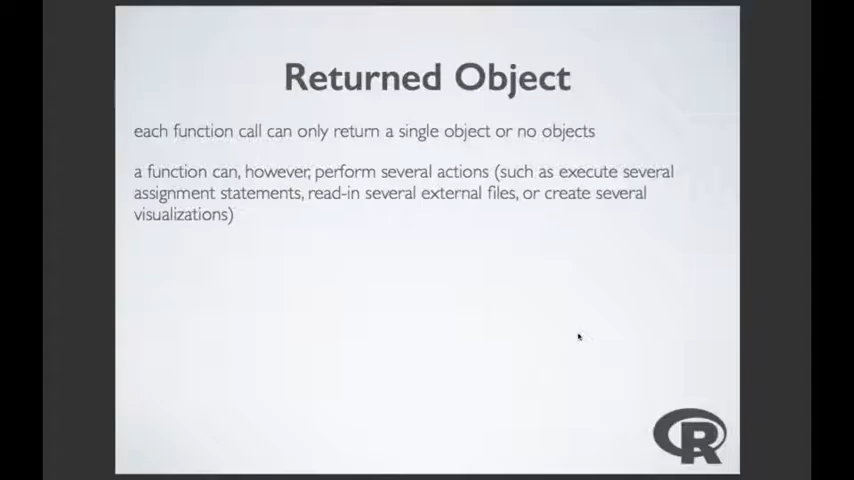 Returned Object
each function call can only return a single object or no objects
a function can, however, perform several actions (such as execute several
assignment statements, read-in several external files, or create several
visualizations)
R